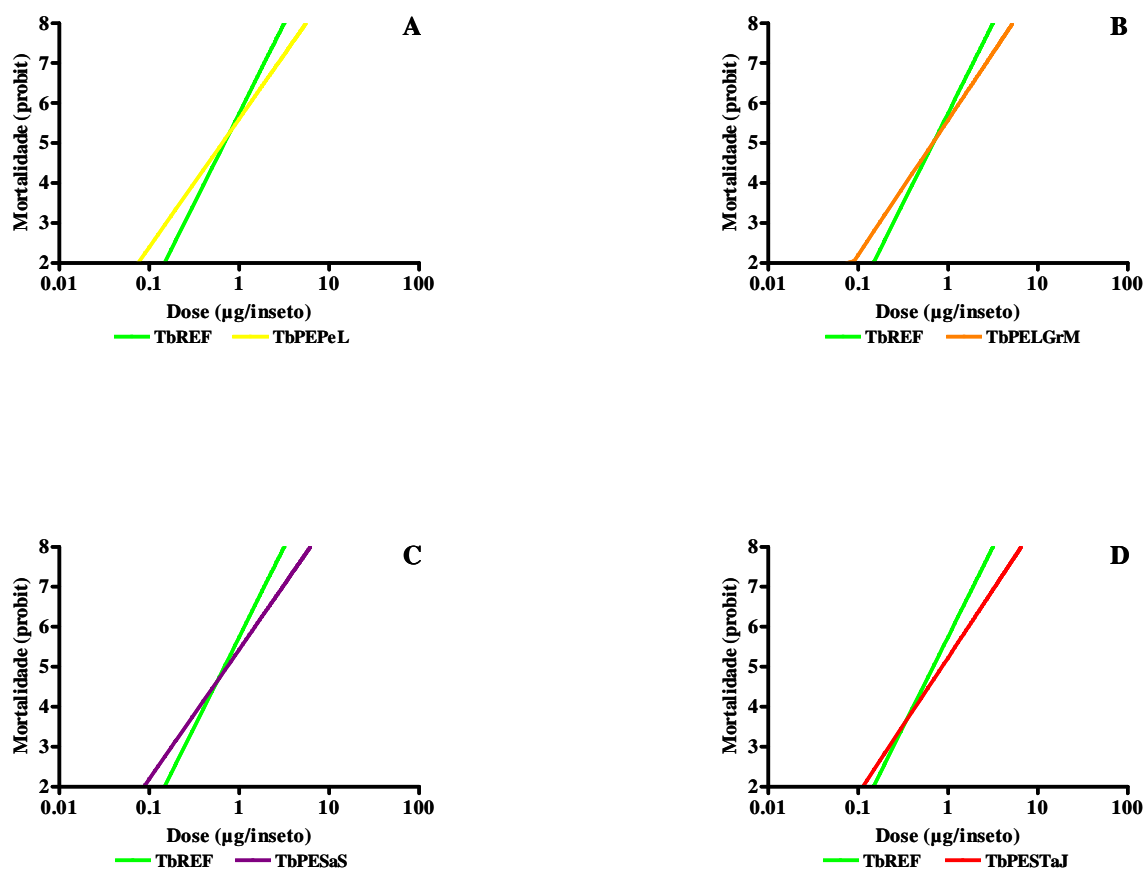 A
8
7
6
5
4
3
2
Mortalidade (probit)
0.01 0.1 1 10 100
Dose (µg/inseto)
TbREF TbPEPeL
B
8
7
6
5
4
3
2
Mortalidade (probit)
0.01 0.1 1 10 100
Dose (µg/inseto)
TbREF TbPELGrM
C
8
7
6
5
4
3
2
Mortalidade (probit)
0.01 0.1 1 10 100
Dose (µg/inseto)
TbREF TbPESaS
D
8
7
6
5
4
3
2
Mortalidade (probit)
0.01 0.1 1 10 100
Dose (µg/inseto)
TbREF TbPESTaJ